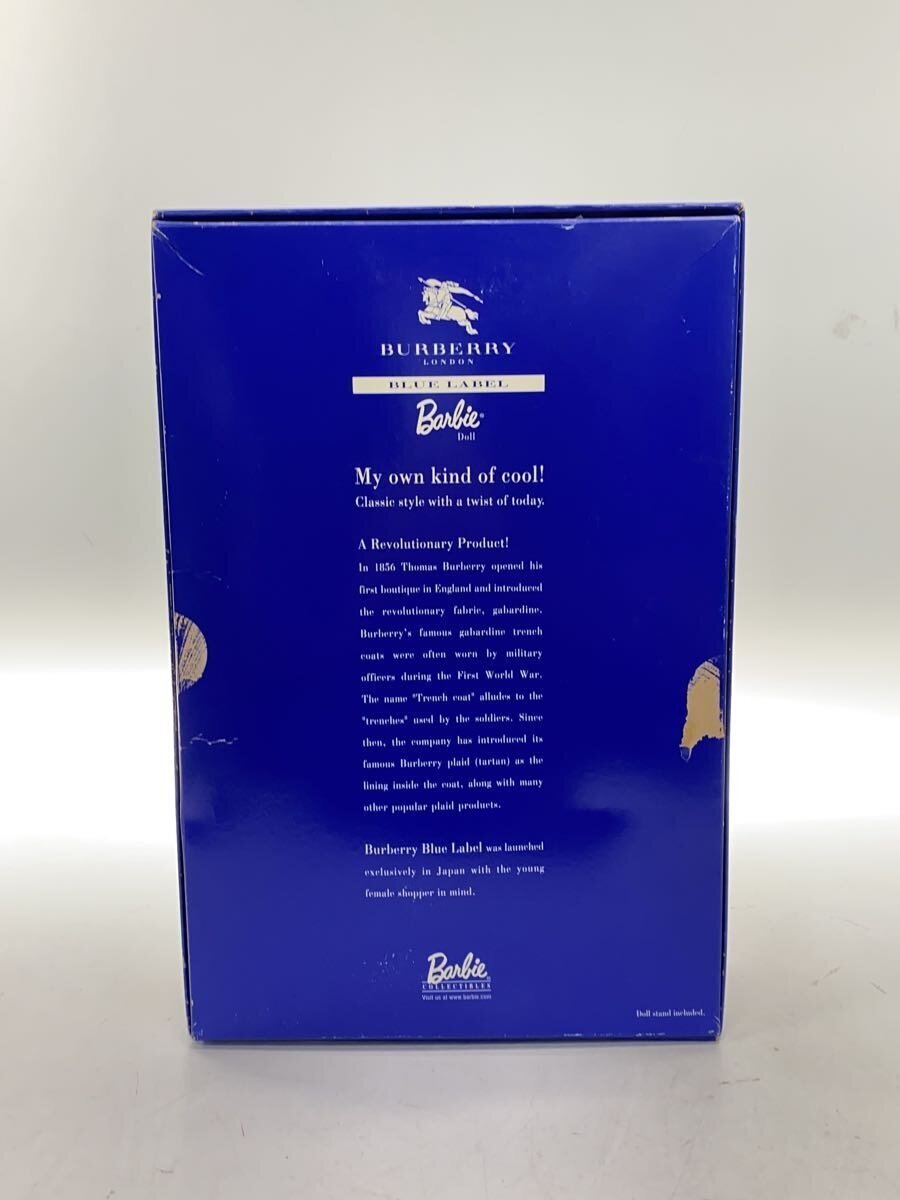 BURBERRY
LONDON
BLUE LABEL
Barbie®
Doll
My own kind of cool!
Classic style with a twist of today.
A Revolutionary Product!
In 1856 Thomas Burberry opened his
first boutique in England and introduced
the revolutionary fabric, gabardine.
Burberry's famous gabardine trench
coats were often worn by military
officers during the First World War.
The name "Trench coat" alludes to the
"trenches" used by the soldiers. Since
then, the company has introduced its
famous Burberry plaid (tartan) as the
lining inside the coat, along with many
other popular plaid products.
Burberry Blue Label was launched
exclusively in Japan with the young
female shopper in mind.
Barbie®
COLLECTIBLES
Visit us at www.barbie.com
Doll stand included.